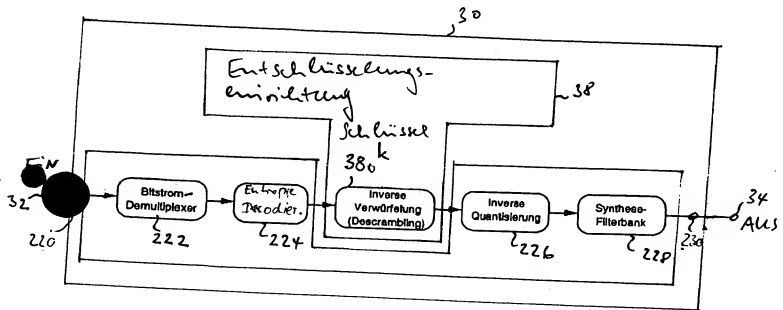 30
Entschlüsselungs-
einrichtung
38
Schlüssel
k
380
EiN
32
220
Bitstrom-
Demultiplexer
222
Entropie
Decodier.
224
Inverse
Verwürfelung
(Descrambling)
Inverse
Quantisierung
226
Synthese-
Filterbank
228
230
34
AUS